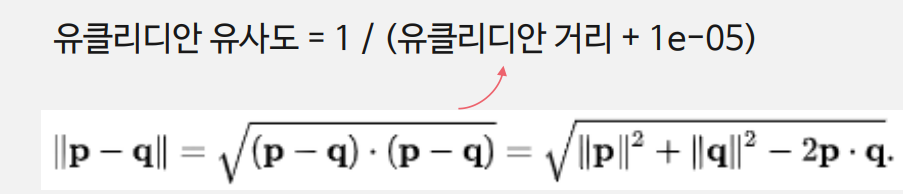 유클리디안 유사도 = 1 / (유클리디안 거리 + 1e-05)
‖p − q‖ = √(p − q) · (p − q) = √‖p‖² + ‖q‖² − 2p · q.